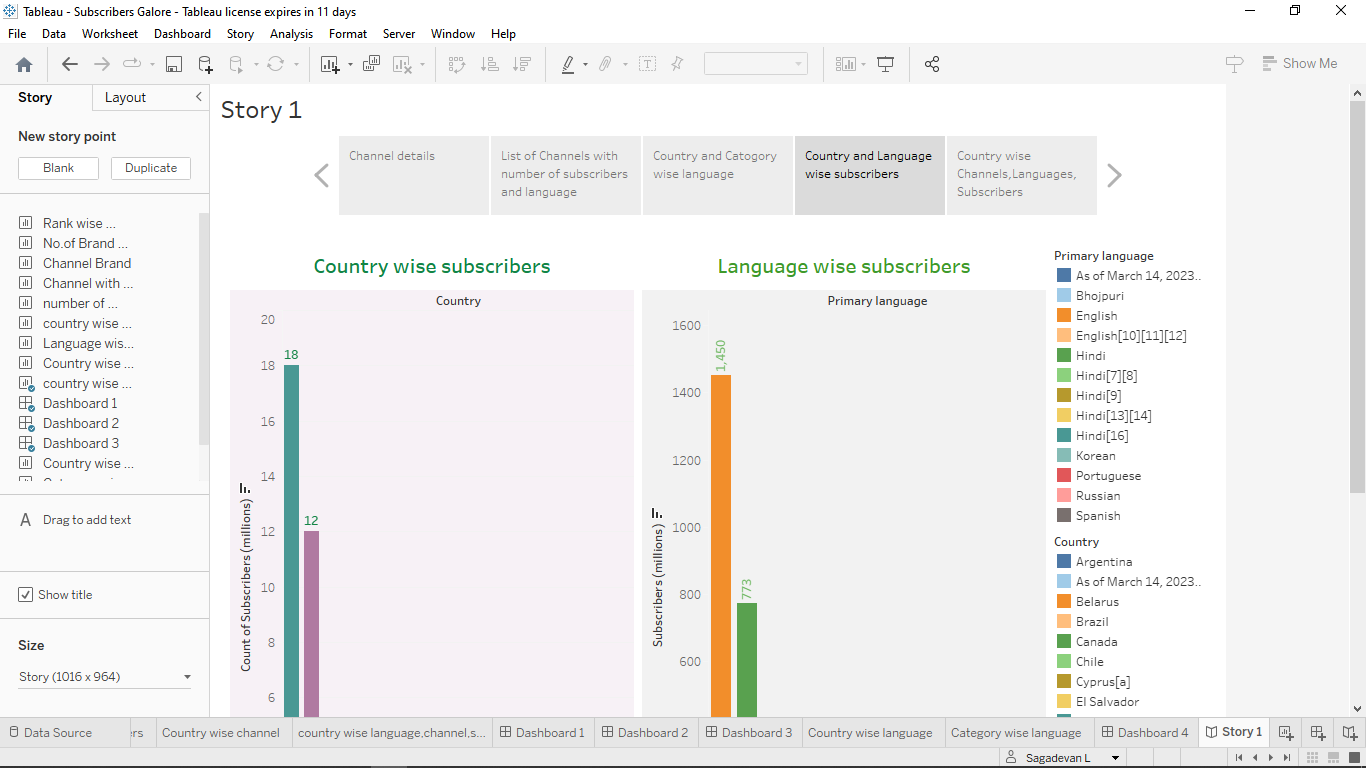 Tableau - Subscribers Galore - Tableau license expires in 11 days
File Data Worksheet Dashboard Story Analysis Format Server Window Help
Show Me
Story Layout
New story point
Blank Duplicate
Rank wise ...
No.of Brand ...
Channel Brand
Channel with ...
number of ...
country wise ...
Language wis...
Country wise ...
country wise ...
Dashboard 1
Dashboard 2
Dashboard 3
Country wise ...
A Drag to add text
Show title
Size
Story (1016 x 964)
Story 1
Channel details
List of Channels with
number of subscribers
and language
Country and Catogory
wise language
Country and Language
wise subscribers
Country wise
Channels,Languages,
Subscribers
Country wise subscribers
Country
Count of Subscribers (millions)
20
18
16
14
12
10
8
6
18
12
Language wise subscribers
Primary language
Subscribers (millions)
1600
1400
1200
1000
800
600
1,450
773
Primary language
As of March 14, 2023..
Bhojpuri
English
English[10][11][12]
Hindi
Hindi[7][8]
Hindi[9]
Hindi[13][14]
Hindi[16]
Korean
Portuguese
Russian
Spanish
Country
Argentina
As of March 14, 2023..
Belarus
Brazil
Canada
Chile
Cyprus[a]
El Salvador
Data Source ers Country wise channel country wise language,channel,s... Dashboard 1 Dashboard 2 Dashboard 3 Country wise language Category wise language Dashboard 4 Story 1
Sagadevan L